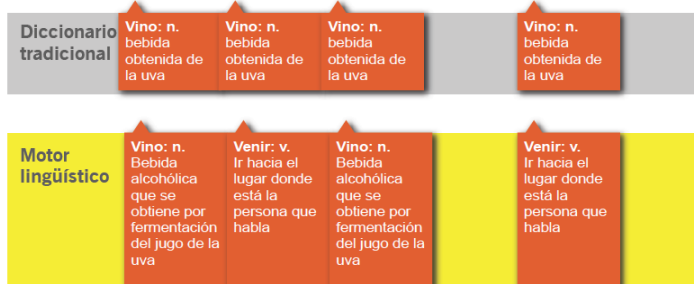 Diccionario
tradicional
Vino: n.
bebida
obtenida de
la uva
Vino: n.
bebida
obtenida de
la uva
Vino: n.
bebida
obtenida de
la uva
Vino: n.
bebida
obtenida de
la uva
Motor
lingüístico
Vino: n.
Bebida
alcohólica
que se
obtiene por
fermentación
del jugo de la
uva
Venir: v.
Ir hacia el
lugar donde
está la
persona que
habla
Vino: n.
Bebida
alcohólica
que se
obtiene por
fermentación
del jugo de la
uva
Venir: v.
Ir hacia el
lugar donde
está la
persona que
habla